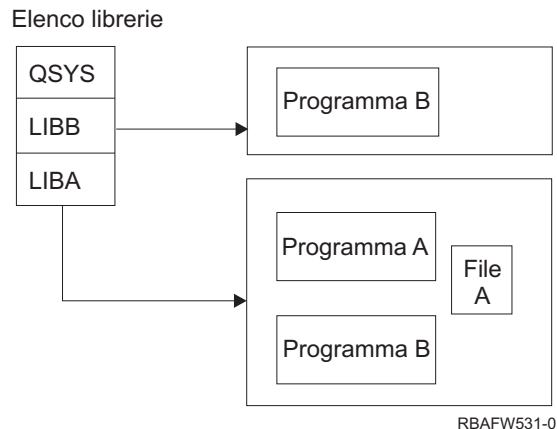 Elenco librerie
QSYS
LIBB
LIBA
Programma B
Programma A
File
A
Programma B
RBAFW531-0